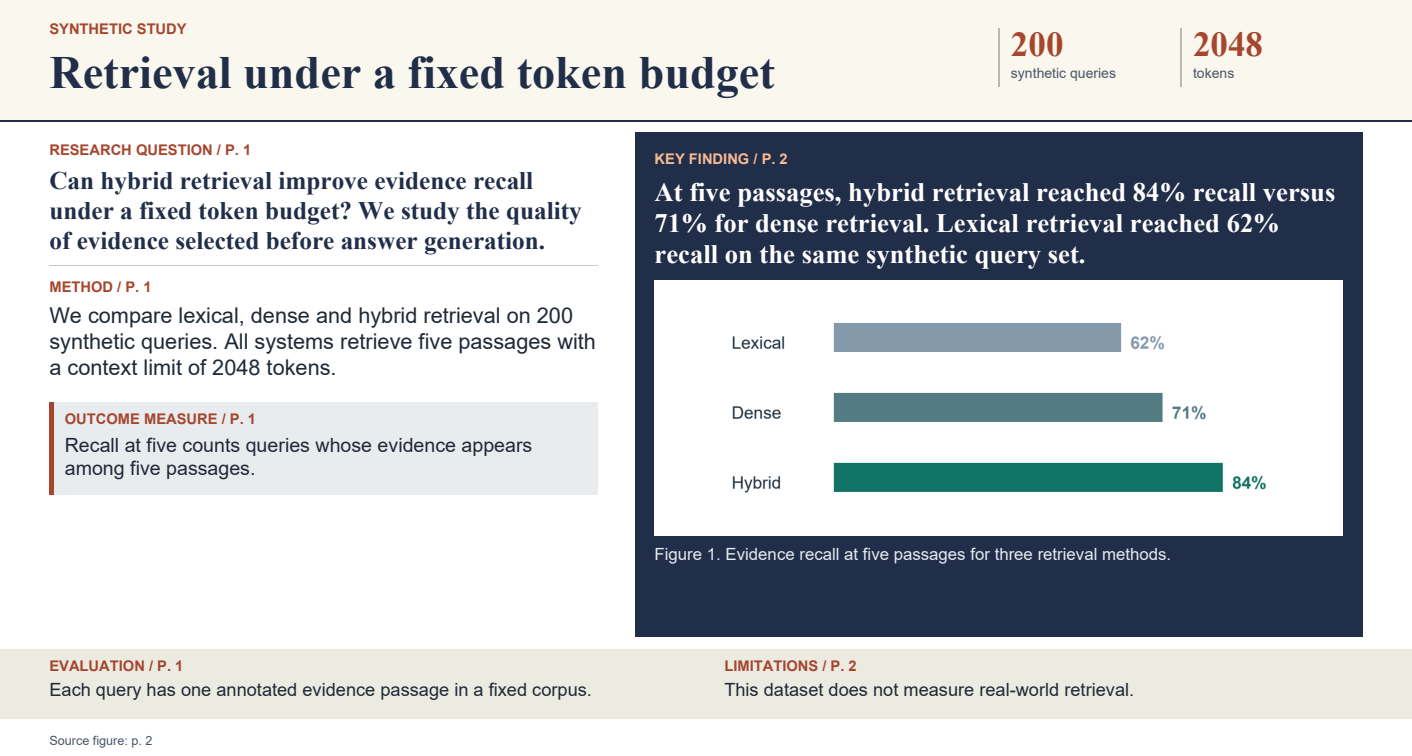 SYNTHETIC STUDY
Retrieval under a fixed token budget
200
synthetic queries
2048
tokens
RESEARCH QUESTION / P. 1
Can hybrid retrieval improve evidence recall
under a fixed token budget? We study the quality
of evidence selected before answer generation.
METHOD / P. 1
We compare lexical, dense and hybrid retrieval on 200
synthetic queries. All systems retrieve five passages with
a context limit of 2048 tokens.
OUTCOME MEASURE / P. 1
Recall at five counts queries whose evidence appears
among five passages.
KEY FINDING / P. 2
At five passages, hybrid retrieval reached 84% recall versus
71% for dense retrieval. Lexical retrieval reached 62%
recall on the same synthetic query set.
Lexical 62%
Dense 71%
Hybrid 84%
Figure 1. Evidence recall at five passages for three retrieval methods.
EVALUATION / P. 1
Each query has one annotated evidence passage in a fixed corpus.
LIMITATIONS / P. 2
This dataset does not measure real-world retrieval.
Source figure: p. 2